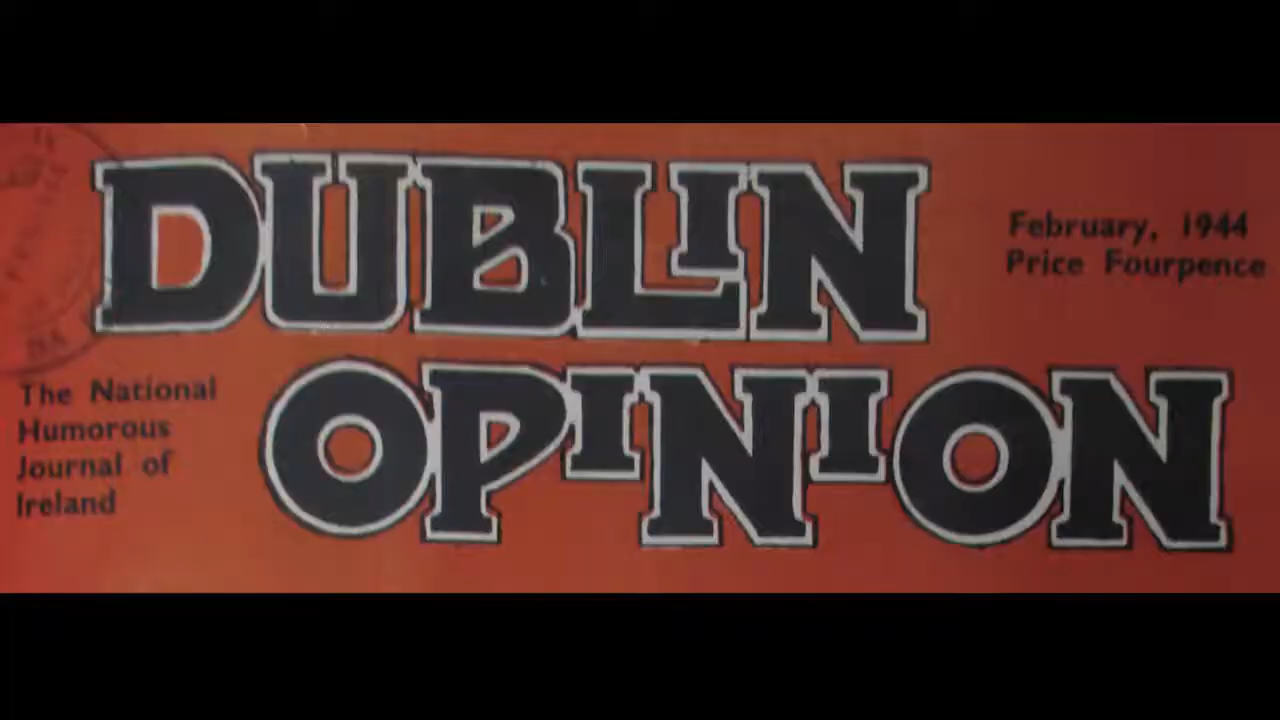 DUBLIN
February, 1944
Price Fourpence
OPINION
The National
Humorous
Journal of
Ireland